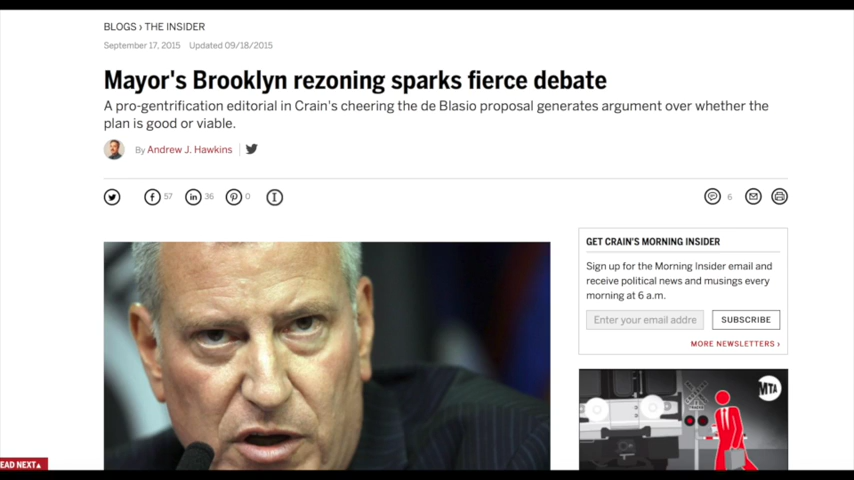 BLOGS › THE INSIDER
September 17, 2015 Updated 09/18/2015
Mayor's Brooklyn rezoning sparks fierce debate
A pro-gentrification editorial in Crain's cheering the de Blasio proposal generates argument over whether the
plan is good or viable.
By Andrew J. Hawkins
57 36 0 6
GET CRAIN'S MORNING INSIDER
Sign up for the Morning Insider email and
receive political news and musings every
morning at 6 a.m.
Enter your email addre SUBSCRIBE
MORE NEWSLETTERS ›
MTA
EAD NEXT▲